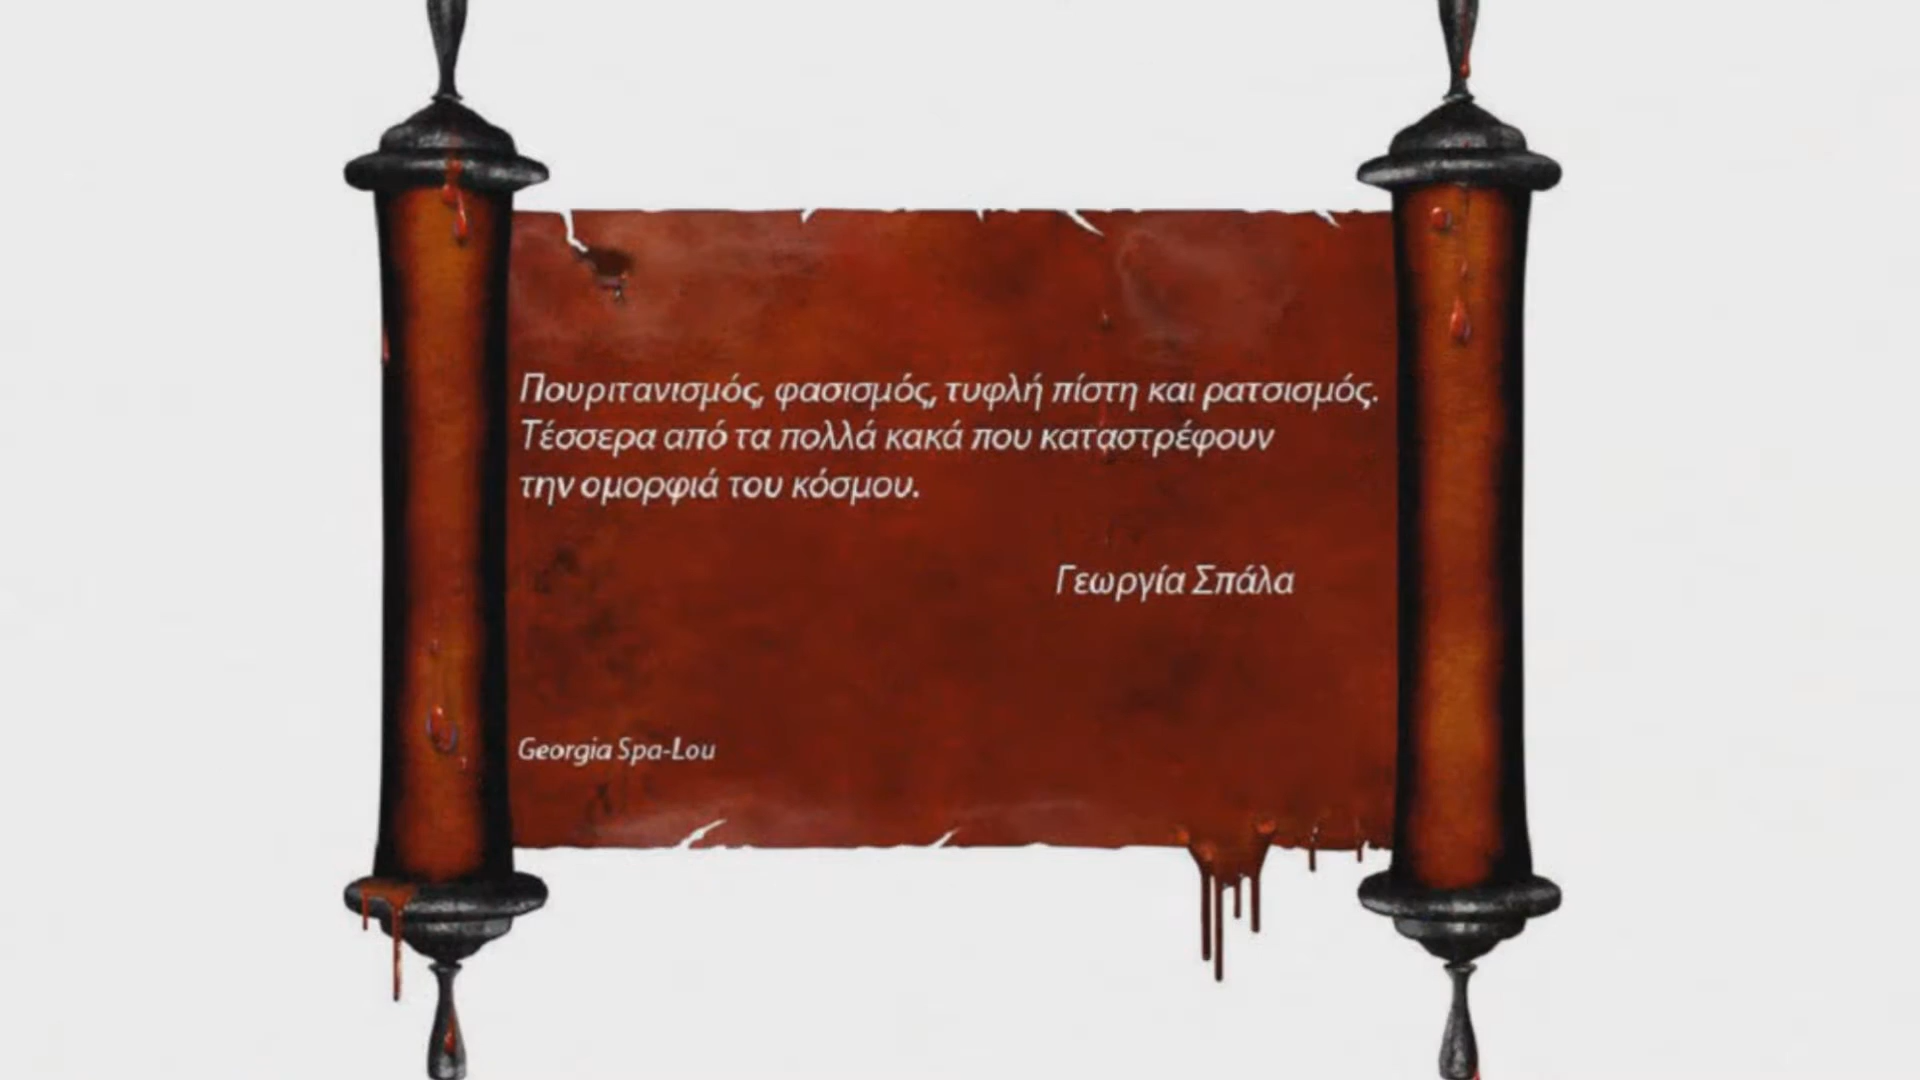 Πουριτανισμός, φασισμός, τυφλή πίστη και ρατσισμός.
Τέσσερα από τα πολλά κακά που καταστρέφουν
την ομορφιά του κόσμου.
Γεωργία Σπάλα
Georgia Spa-Lou